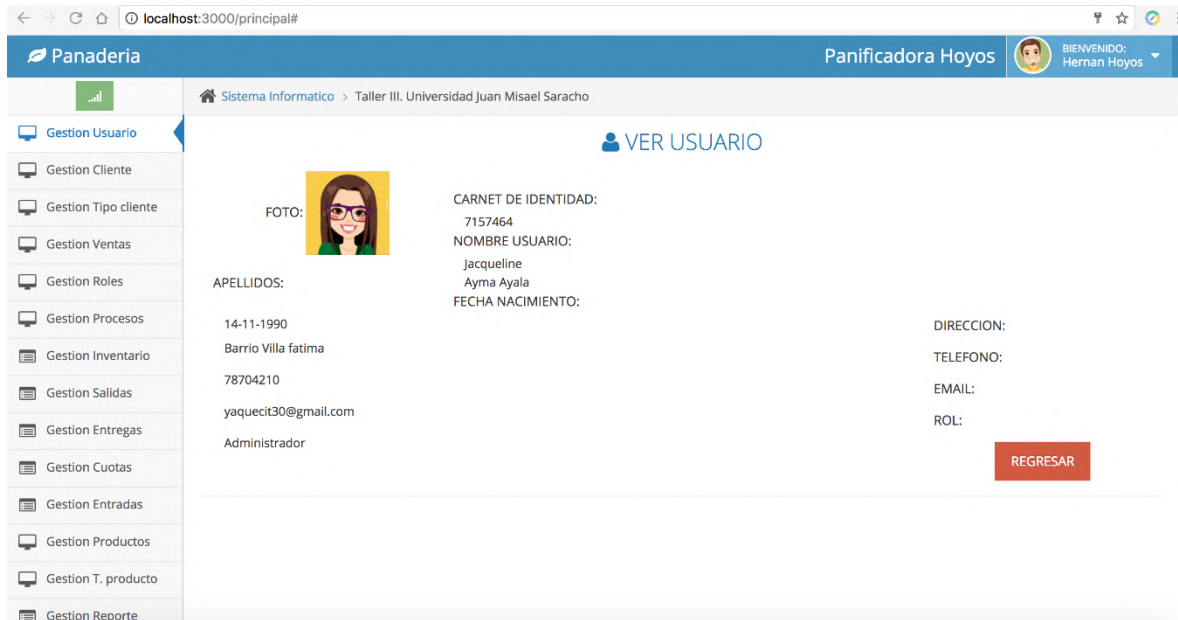 localhost:3000/principal#
Panaderia
Panificadora Hoyos
BIENVENIDO:
Hernan Hoyos
Sistema Informatico > Taller III. Universidad Juan Misael Saracho
Gestion Usuario
Gestion Cliente
Gestion Tipo cliente
Gestion Ventas
Gestion Roles
Gestion Procesos
Gestion Inventario
Gestion Salidas
Gestion Entregas
Gestion Cuotas
Gestion Entradas
Gestion Productos
Gestion T. producto
Gestion Reporte
VER USUARIO
FOTO:
CARNET DE IDENTIDAD:
7157464
NOMBRE USUARIO:
Jacqueline
APELLIDOS:
Ayma Ayala
FECHA NACIMIENTO:
14-11-1990
DIRECCION:
Barrio Villa fatima
TELEFONO:
78704210
EMAIL:
yaquecit30@gmail.com
ROL:
Administrador
REGRESAR